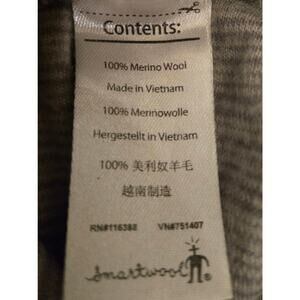 Contents:
100% Merino Wool
Made in Vietnam
100% Merinowolle
Hergestellt in Vietnam
100% 美利奴羊毛
越南制造
RN#116388 VN#751407
Smartwool ®